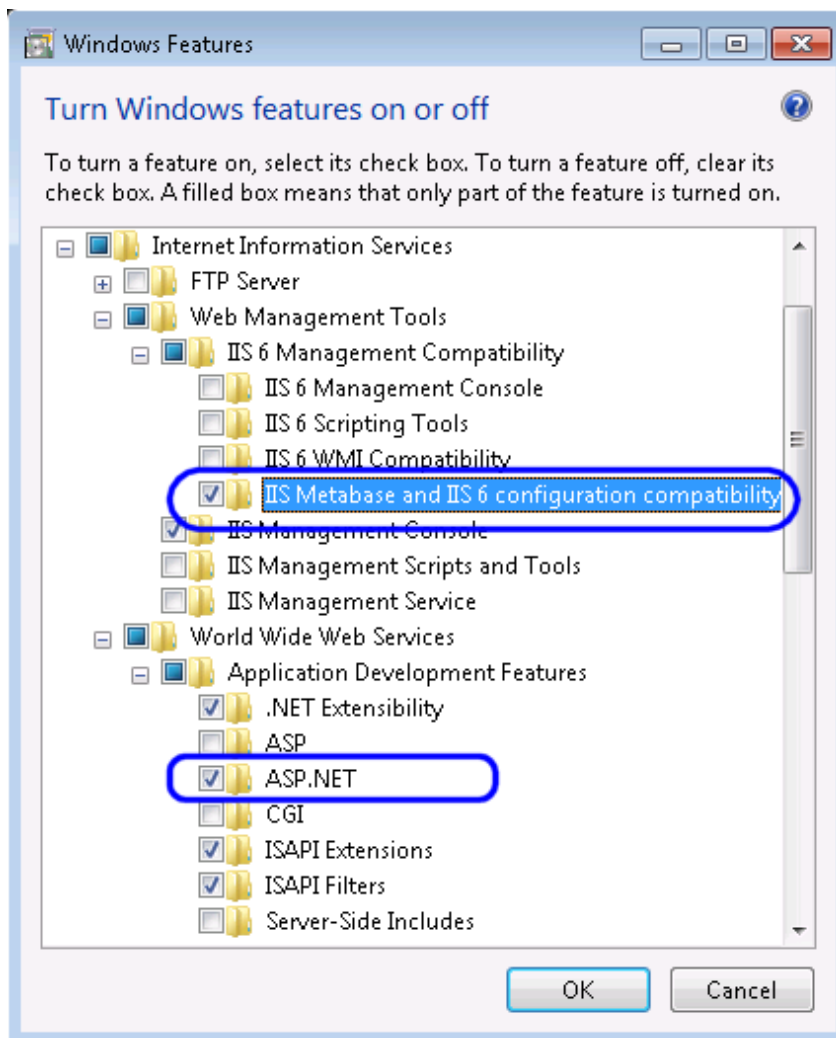 Windows Features
Turn Windows features on or off
To turn a feature on, select its check box. To turn a feature off, clear its
check box. A filled box means that only part of the feature is turned on.
Internet Information Services
FTP Server
Web Management Tools
IIS 6 Management Compatibility
IIS 6 Management Console
IIS 6 Scripting Tools
IIS 6 WMI Compatibility
IIS Metabase and IIS 6 configuration compatibility
IIS Management Console
IIS Management Scripts and Tools
IIS Management Service
World Wide Web Services
Application Development Features
.NET Extensibility
ASP
ASP.NET
CGI
ISAPI Extensions
ISAPI Filters
Server-Side Includes
OK Cancel